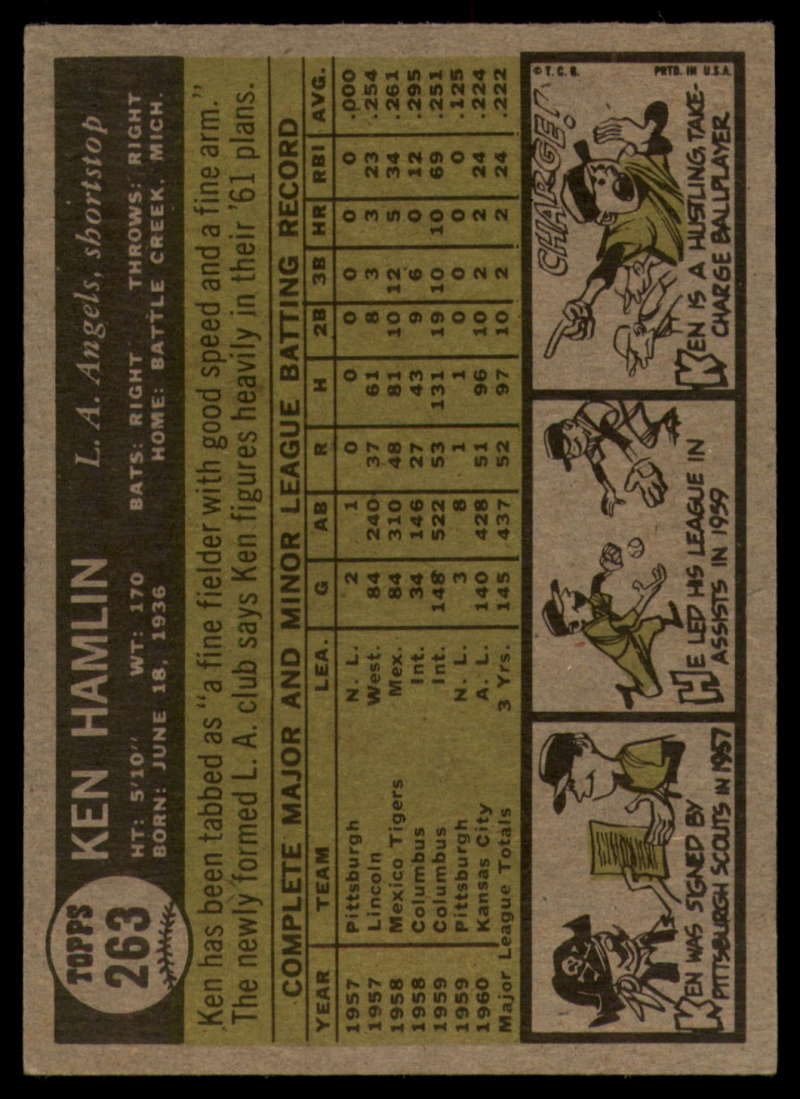 TOPPS
263
KEN HAMLIN L. A. Angels, shortstop
HT: 5'10" WT: 170 BATS: RIGHT THROWS: RIGHT
BORN: JUNE 18, 1936 HOME: BATTLE CREEK, MICH.
Ken has been tabbed as "a fine fielder with good speed and a fine arm."
The newly formed L. A. club says Ken figures heavily in their '61 plans.
COMPLETE MAJOR AND MINOR LEAGUE BATTING RECORD
YEAR TEAM LEA. G AB R H 2B 3B HR RBI AVG.
1957 Pittsburgh N. L. 2 1 0 0 0 0 0 0 .000
1957 Lincoln West. 84 240 37 61 8 3 3 23 .254
1958 Mexico Tigers Mex. 84 310 48 81 10 12 5 34 .261
1958 Columbus Int. 34 146 27 43 9 6 0 12 .295
1959 Columbus Int. 148 522 53 131 19 10 10 69 .251
1959 Pittsburgh N. L. 3 8 1 1 0 0 0 0 .125
1960 Kansas City A. L. 140 428 51 96 10 2 2 24 .224
Major League Totals 3 Yrs. 145 437 52 97 10 2 2 24 .222
KEN WAS SIGNED BY
PITTSBURGH SCOUTS IN 1957
HE LED HIS LEAGUE IN
ASSISTS IN 1959
© T. C. G. PRTD. IN U.S.A.
CHARGE!
KEN IS A HUSTLING, TAKE-
CHARGE BALLPLAYER